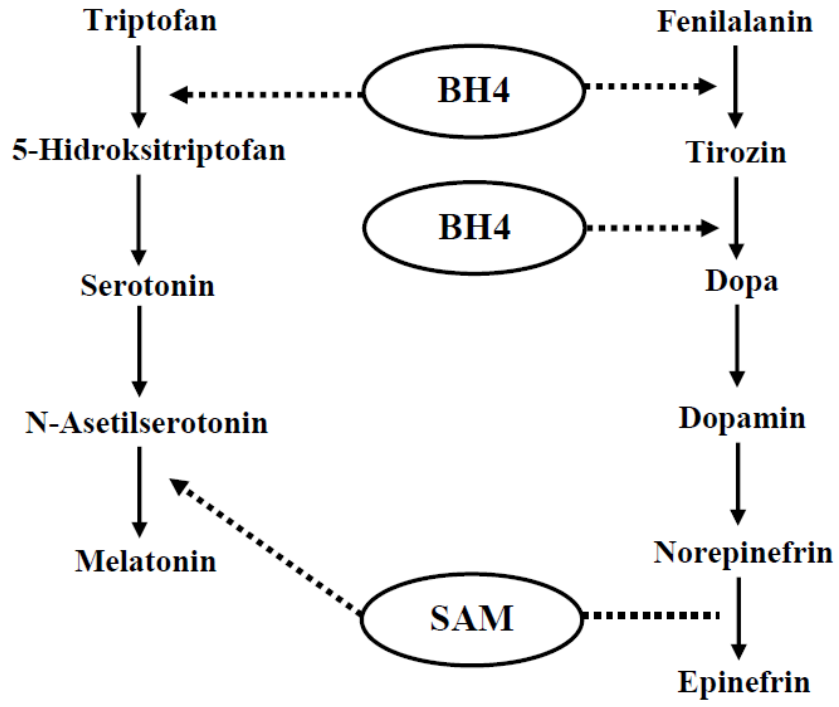 Triptofan
Fenilalanin
BH4
5-Hidroksitriptofan
Tirozin
BH4
Serotonin
Dopa
N-Asetilserotonin
Dopamin
Melatonin
Norepinefrin
SAM
Epinefrin